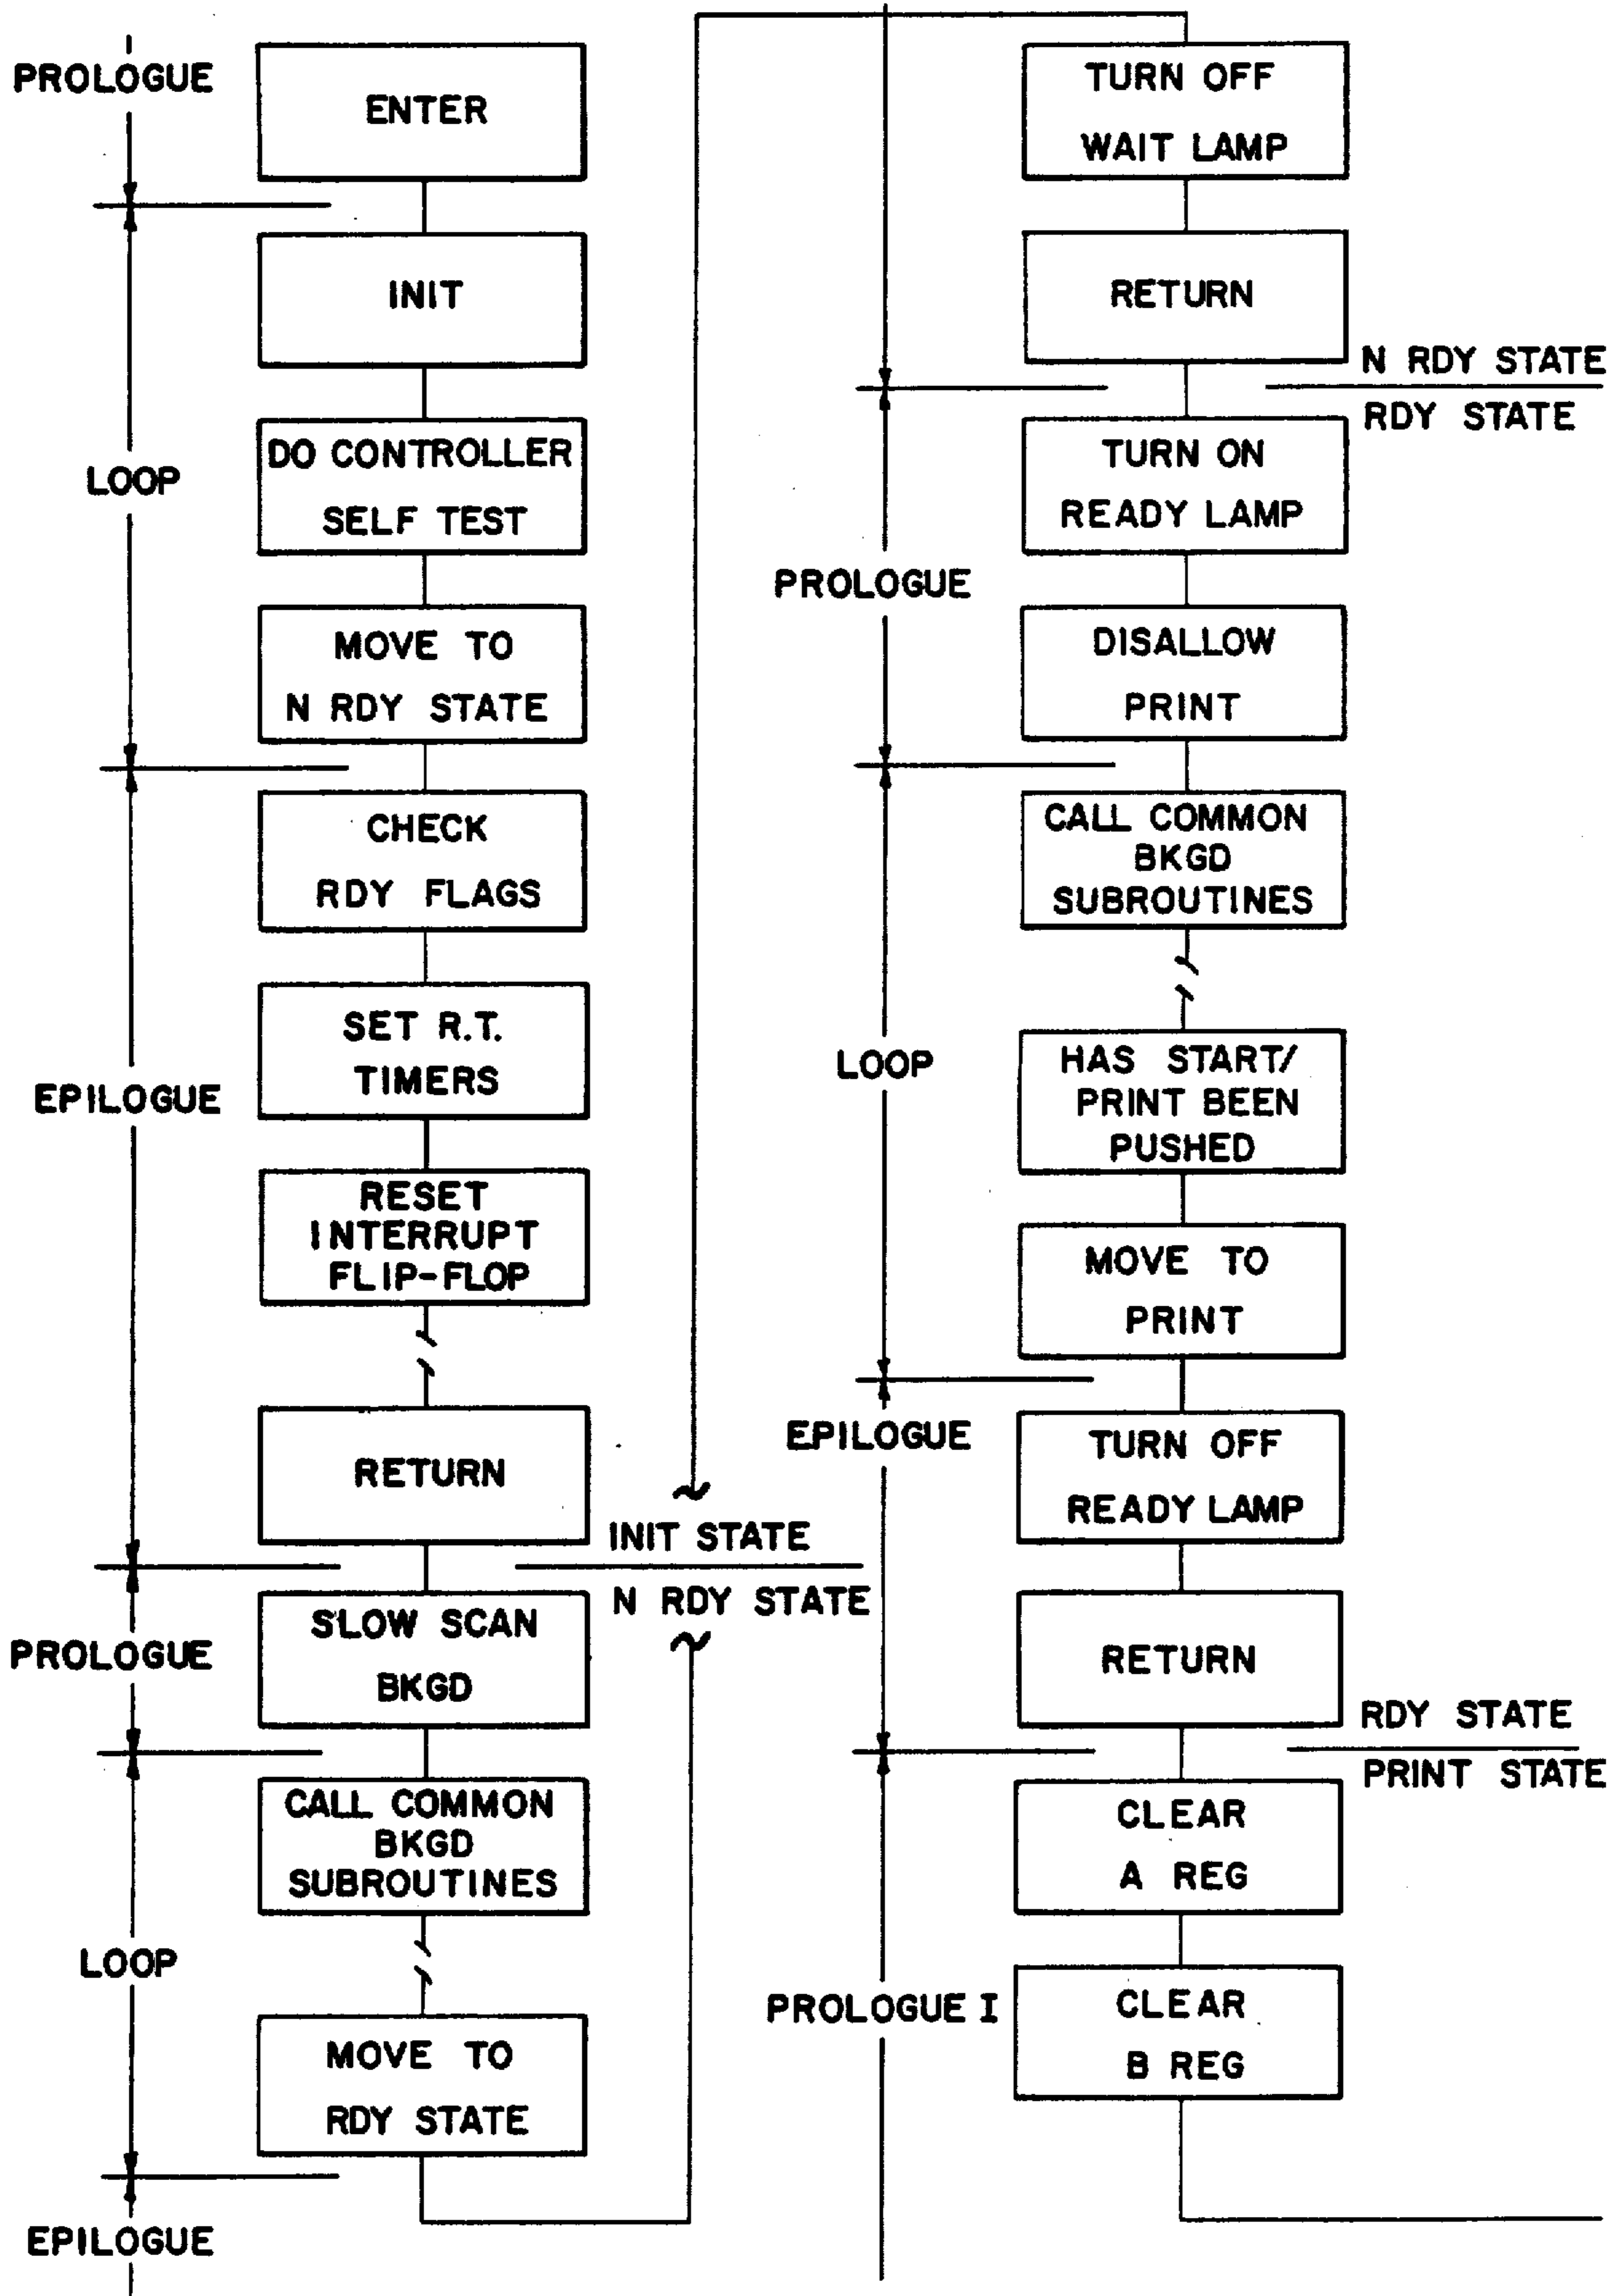 PROLOGUE
ENTER
INIT
LOOP
DO CONTROLLER
SELF TEST
MOVE TO
N RDY STATE
CHECK
RDY FLAGS
SET R.T.
TIMERS
EPILOGUE
RESET
INTERRUPT
FLIP-FLOP
RETURN
INIT STATE
N RDY STATE
PROLOGUE
SLOW SCAN
BKGD
CALL COMMON
BKGD
SUBROUTINES
LOOP
MOVE TO
RDY STATE
EPILOGUE
TURN OFF
WAIT LAMP
RETURN
N RDY STATE
RDY STATE
TURN ON
READY LAMP
PROLOGUE
DISALLOW
PRINT
CALL COMMON
BKGD
SUBROUTINES
LOOP
HAS START/
PRINT BEEN
PUSHED
MOVE TO
PRINT
EPILOGUE
TURN OFF
READY LAMP
RETURN
RDY STATE
PRINT STATE
CLEAR
A REG
PROLOGUE I
CLEAR
B REG